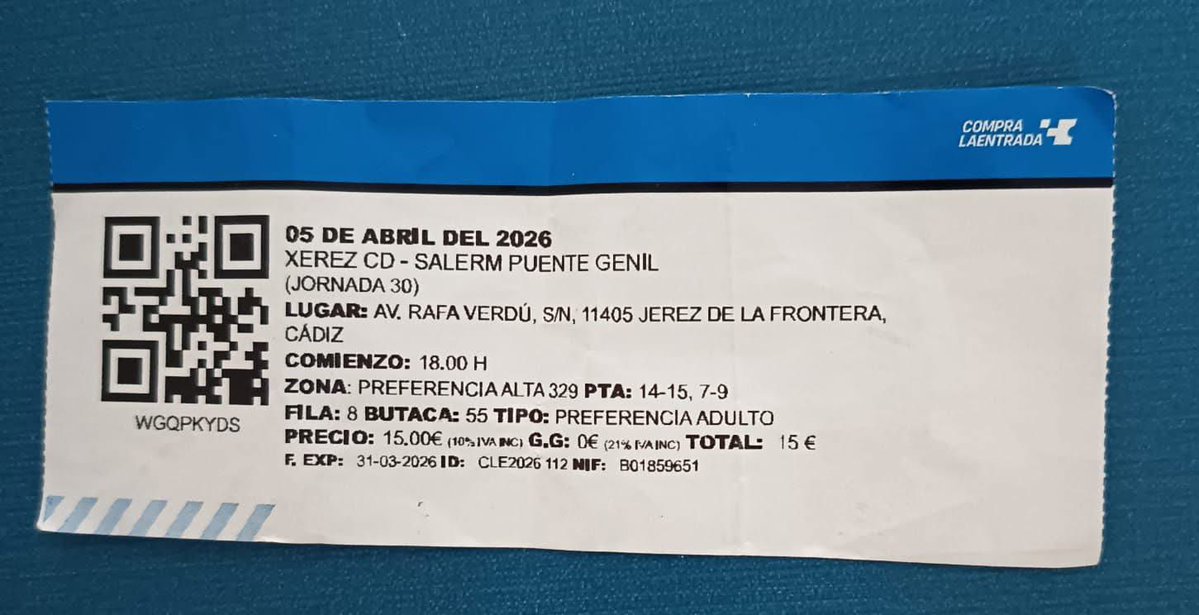 COMPRA
LAENTRADA
05 DE ABRIL DEL 2026
XEREZ CD - SALERM PUENTE GENIL
(JORNADA 30)
LUGAR: AV. RAFA VERDÚ, S/N, 11405 JEREZ DE LA FRONTERA,
CÁDIZ
COMIENZO: 18.00 H
ZONA: PREFERENCIA ALTA 329 PTA: 14-15, 7-9
FILA: 8 BUTACA: 55 TIPO: PREFERENCIA ADULTO
PRECIO: 15.00€ (10% IVA INC) G.G: 0€ (21% IVA INC) TOTAL: 15 €
F. EXP: 31-03-2026 ID: CLE2026 112 NIF: B01859651
WGQPKYDS